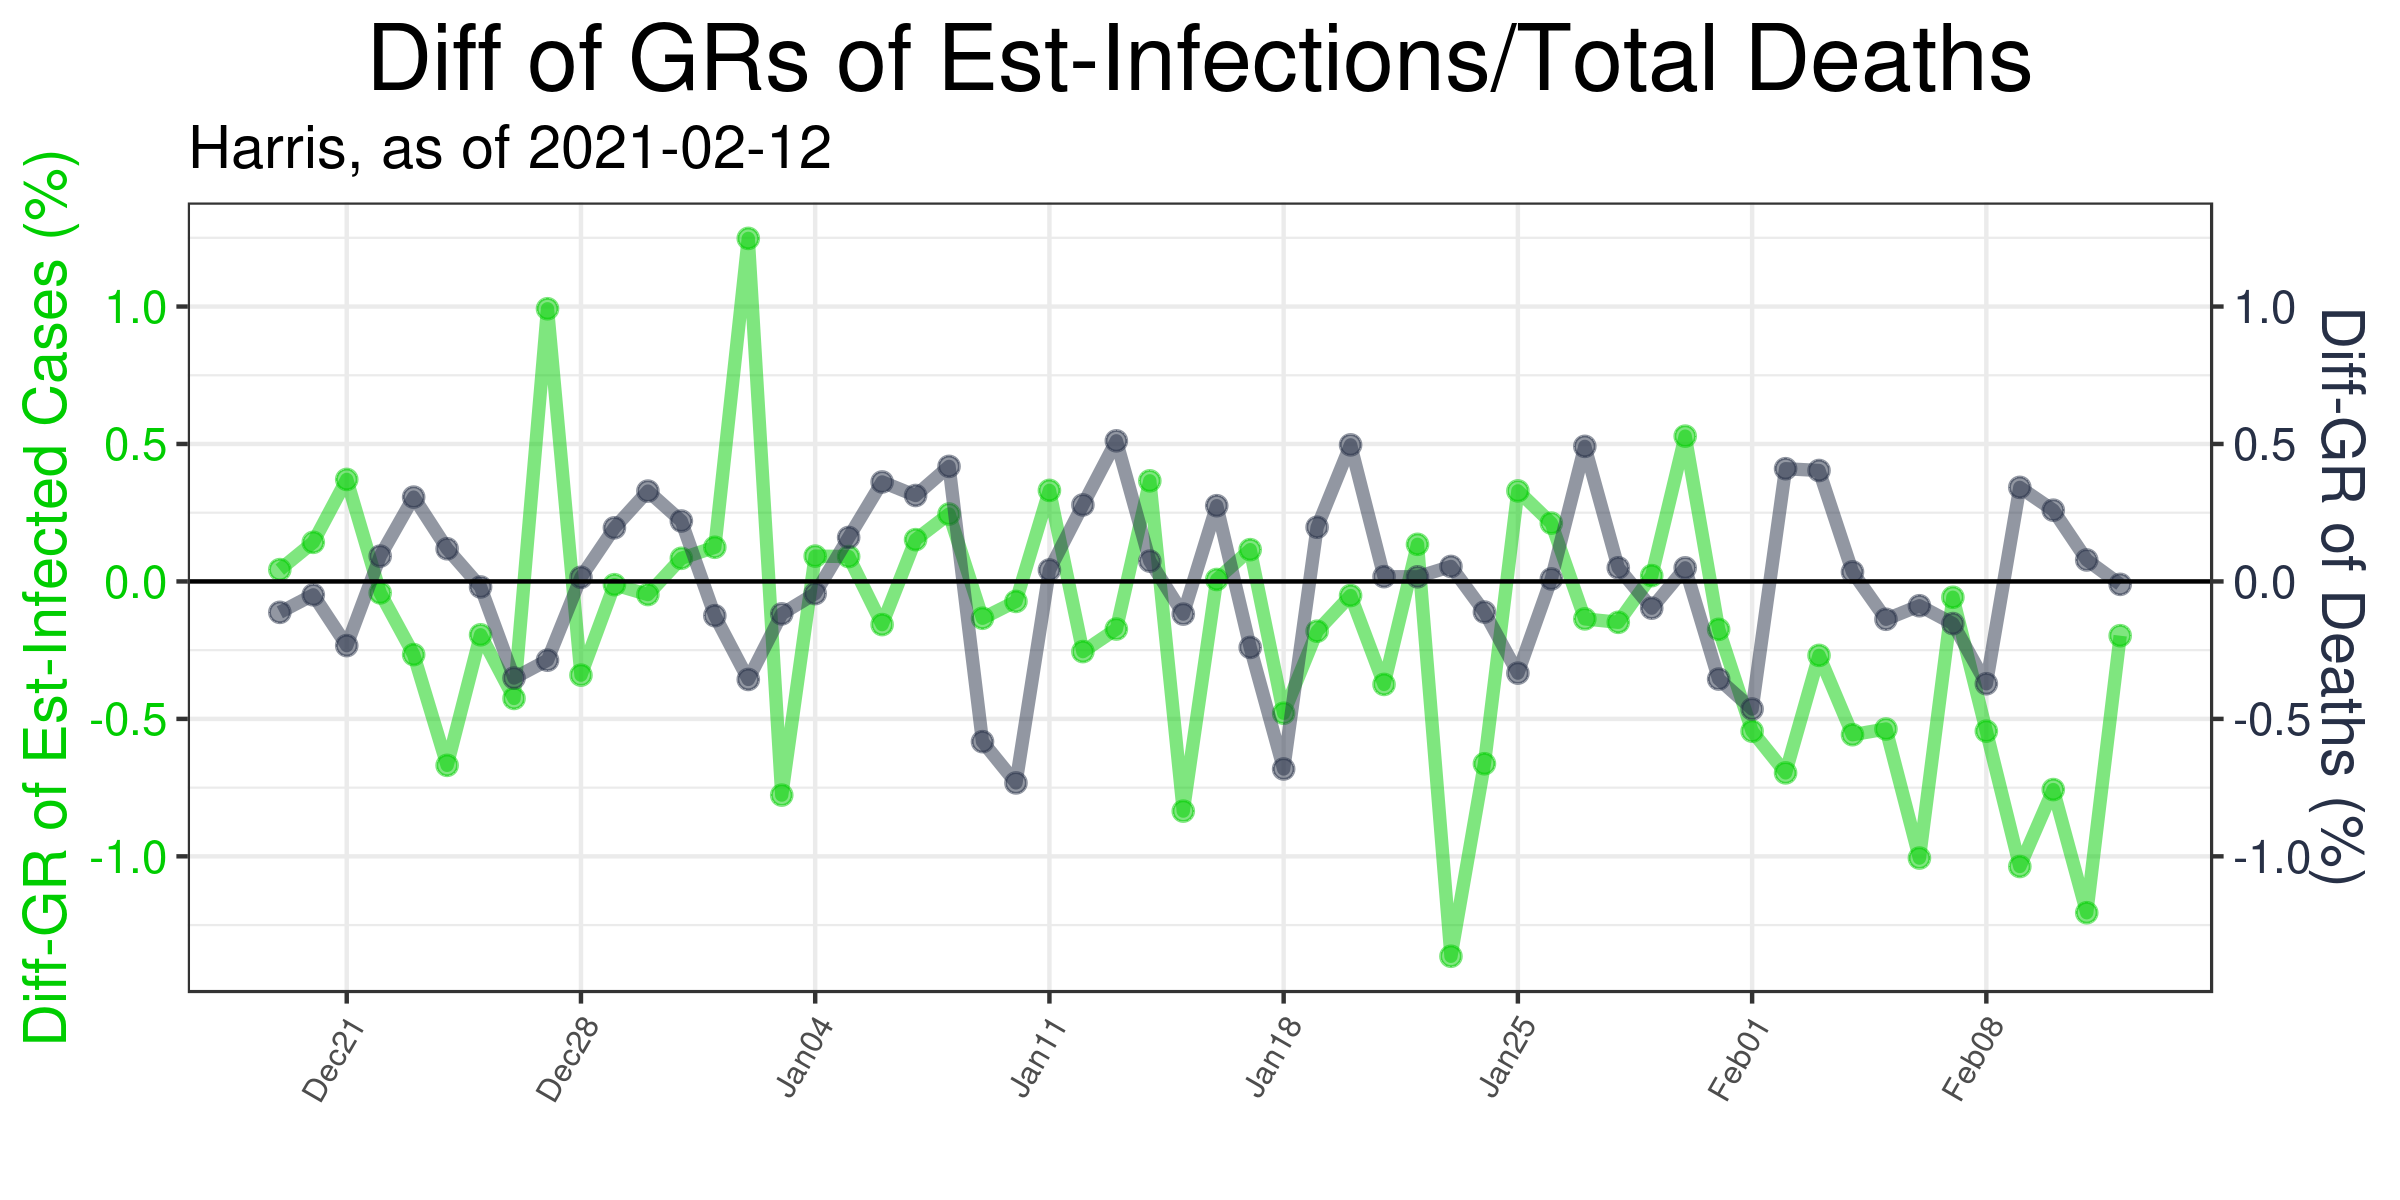 Diff of GRs of Est-Infections/Total Deaths
Harris, as of 2021-02-12
Diff-GR of Est-Infected Cases (%)
1.0
0.5
0.0
-0.5
-1.0
1.0
0.5
0.0
-0.5
-1.0
Diff-GR of Deaths (%)
Dec21
Dec28
Jan04
Jan11
Jan18
Jan25
Feb01
Feb08